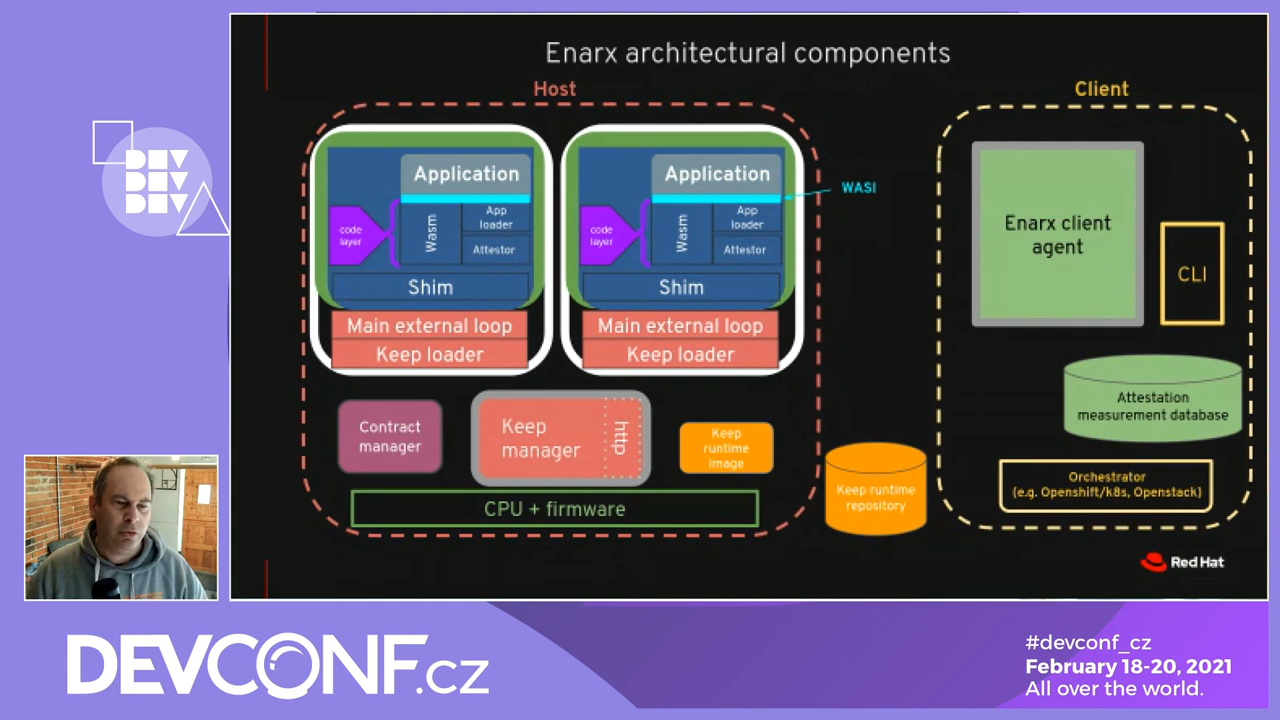 Enarx architectural components
Host
Client
DEV
DEV
DEV
Application
code
layer
Wasm
App
loader
Attestor
Shim
Main external loop
Keep loader
Application
code
layer
Wasm
App
loader
Attestor
Shim
Main external loop
Keep loader
WASI
Enarx client
agent
CLI
Attestation
measurement database
Orchestrator
(e.g. Openshift/k8s, Openstack)
Contract
manager
Keep
manager
http
Keep
runtime
image
Keep runtime
repository
CPU + firmware
Red Hat
DEVCONF.cz
#devconf_cz
February 18-20, 2021
All over the world.